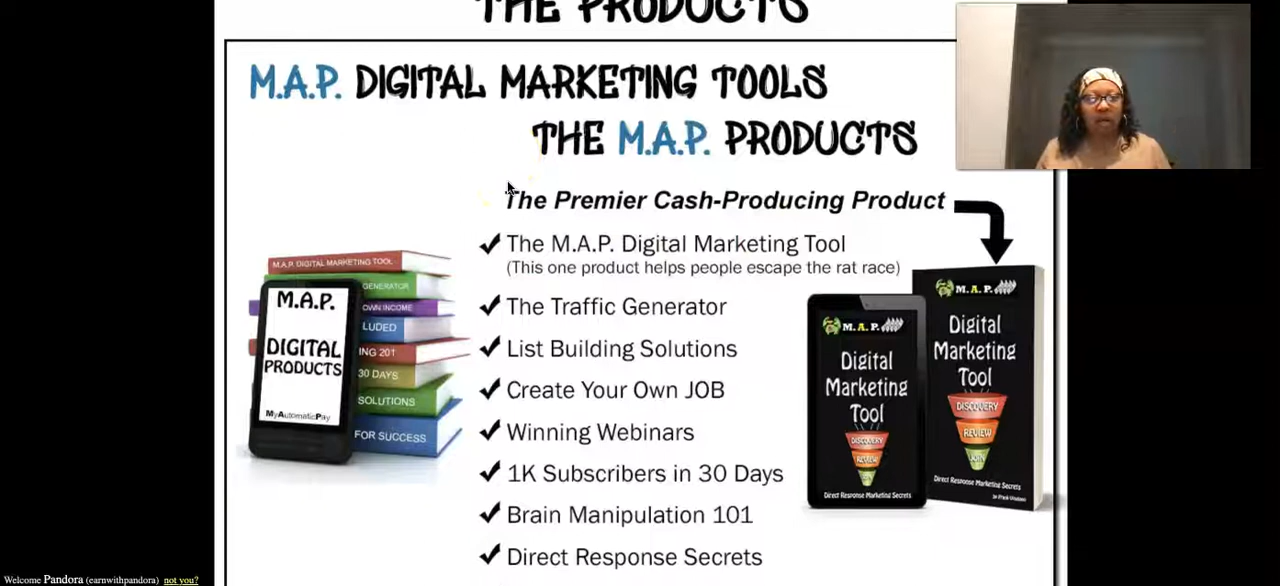 THE PRODUCTS
M.A.P. DIGITAL MARKETING TOOLS
THE M.A.P. PRODUCTS
The Premier Cash-Producing Product
The M.A.P. Digital Marketing Tool
(This one product helps people escape the rat race)
The Traffic Generator
List Building Solutions
Create Your Own JOB
Winning Webinars
1K Subscribers in 30 Days
Brain Manipulation 101
Direct Response Secrets
M.A.P. DIGITAL MARKETING TOOL
GENERATOR
OWN INCOME
LUDED
ING 201
30 DAYS
SOLUTIONS
FOR SUCCESS
M.A.P.
DIGITAL
PRODUCTS
MyAutomaticPay
M.A.P.
Digital
Marketing
Tool
DISCOVERY
REVIEW
Direct Response Marketing Secrets
M.A.P.
Digital
Marketing
Tool
DISCOVERY
REVIEW
JOIN
Direct Response Marketing Secrets
Welcome Pandora (earnwithpandora) not you?